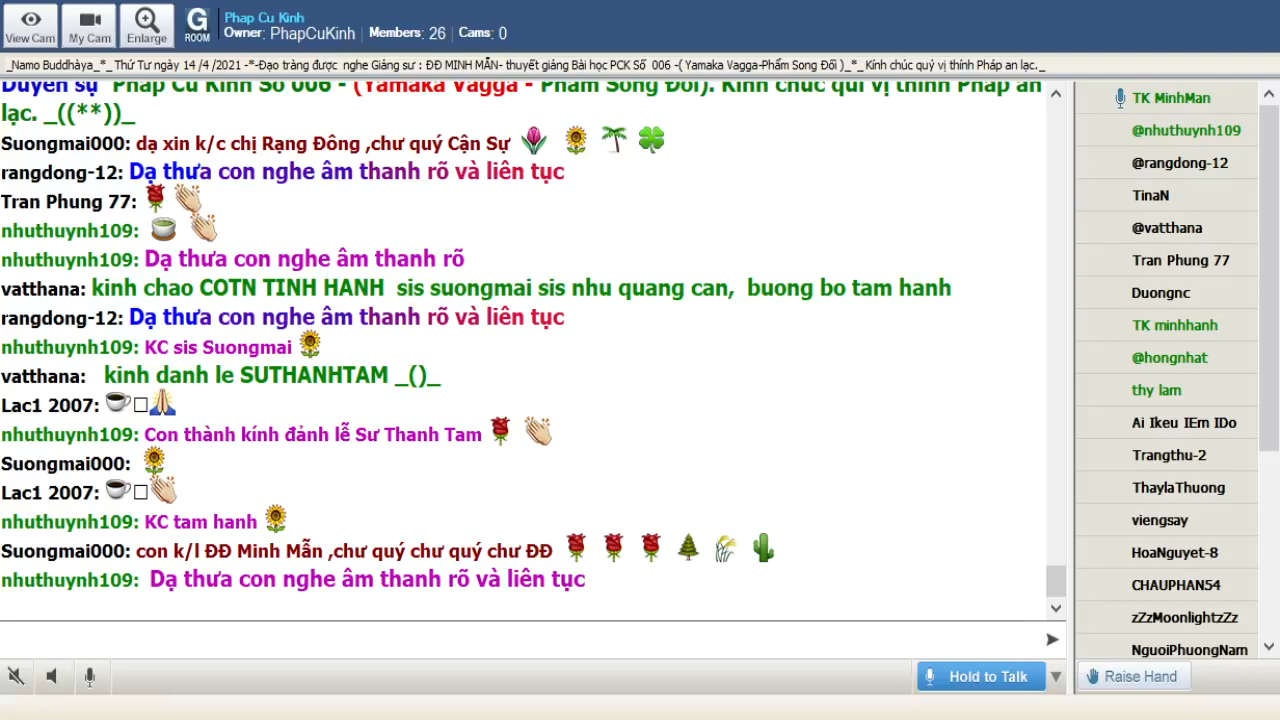 View Cam
My Cam
Enlarge
G
ROOM
Phap Cu Kinh
Owner: PhapCuKinh Members: 26 Cams: 0
_Namo Buddhàya_*_ Thứ Tư ngày 14 /4 /2021 -*-Đạo tràng được nghe Giảng sư : ĐĐ MINH MẪN- thuyết giảng Bài học PCK Số 006 -( Yamaka Vagga-Phẩm Song Đối )_*_ Kính chúc quý vị thính Pháp an lạc._
Duyên sự Pháp Cú Kinh Số 006 - (Yamaka Vagga - Phẩm Song Đối). Kính chúc quí vị thính Pháp an
lạc. _((**))_
Suongmai000: dạ xin k/c chị Rạng Đông ,chư quý Cận Sự
rangdong-12: Dạ thưa con nghe âm thanh rõ và liên tục
Tran Phung 77:
nhuthuynh109:
nhuthuynh109: Dạ thưa con nghe âm thanh rõ
vatthana: kinh chao COTN TINH HANH sis suongmai sis nhu quang can, buong bo tam hanh
rangdong-12: Dạ thưa con nghe âm thanh rõ và liên tục
nhuthuynh109: KC sis Suongmai
vatthana: kinh danh le SUTHANHTAM _()_
Lac1 2007:
nhuthuynh109: Con thành kính đảnh lễ Sư Thanh Tam
Suongmai000:
Lac1 2007:
nhuthuynh109: KC tam hanh
Suongmai000: con k/l ĐĐ Minh Mẫn ,chư quý chư quý chư ĐĐ
nhuthuynh109: Dạ thưa con nghe âm thanh rõ và liên tục
Hold to Talk
TK MinhMan
@nhuthuynh109
@rangdong-12
TinaN
@vatthana
Tran Phung 77
Duongnc
TK minhhanh
@hongnhat
thy lam
Ai Ikeu IEm IDo
Trangthu-2
ThaylaThuong
viengsay
HoaNguyet-8
CHAUPHAN54
zZzMoonlightzZz
NguoiPhuongNam
Raise Hand